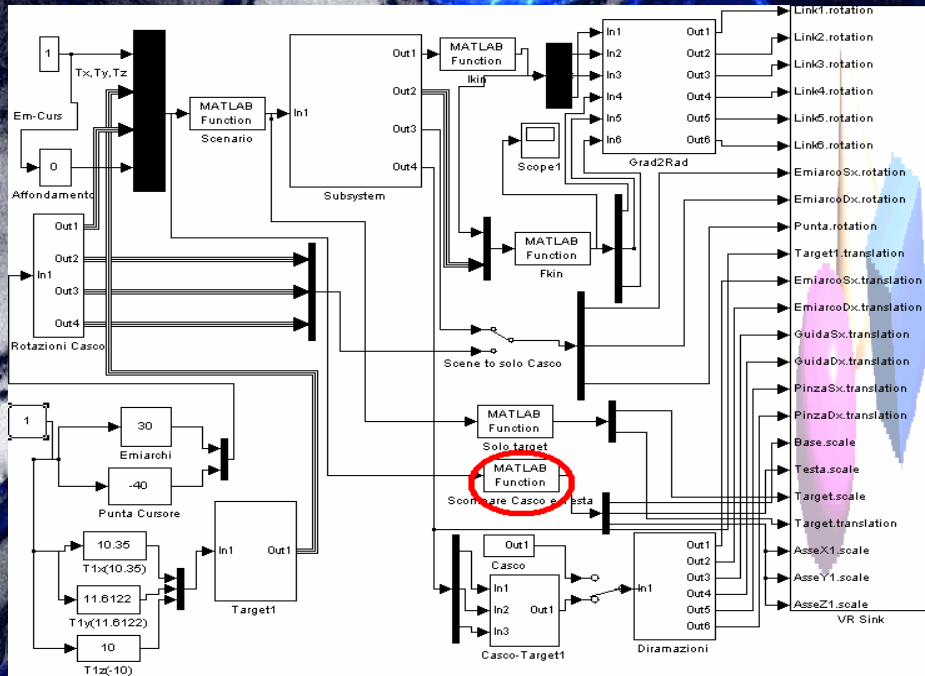 1
Tx,Ty,Tz
Em-Curs
0
Affondamento
MATLAB
Function
Scenario
In1
Out1
Out2
Out3
Out4
Subsystem
MATLAB
Function
Ikin
Scope1
MATLAB
Function
Fkin
In1
In2
In3
In4
In5
In6
Out1
Out2
Out3
Out4
Out5
Out6
Grad2Rad
In1
Out1
Out2
Out3
Out4
Rotazioni Casco
Scene to solo Casco
1
30
Emiarchi
-40
Punta Cursore
10.35
T1x(10.35)
11.6122
T1y(11.6122)
10
T1z(-10)
In1
Out1
Target1
MATLAB
Function
Solo target
MATLAB
Function
Scompare Casco e Testa
Out1
Casco
In1
In2
In3
Out1
Casco-Target1
In1
Out1
Out2
Out3
Out4
Out5
Out6
Diramazioni
Link1.rotation
Link2.rotation
Link3.rotation
Link4.rotation
Link5.rotation
Link6.rotation
EmiarcoSx.rotation
EmiarcoDx.rotation
Punta.rotation
Target1.translation
EmiarcoSx.translation
EmiarcoDx.translation
GuidaSx.translation
GuidaDx.translation
PinzaSx.translation
PinzaDx.translation
Base.scale
Testa.scale
Target.scale
Target.translation
AsseX1.scale
AsseY1.scale
AsseZ1.scale
VR Sink